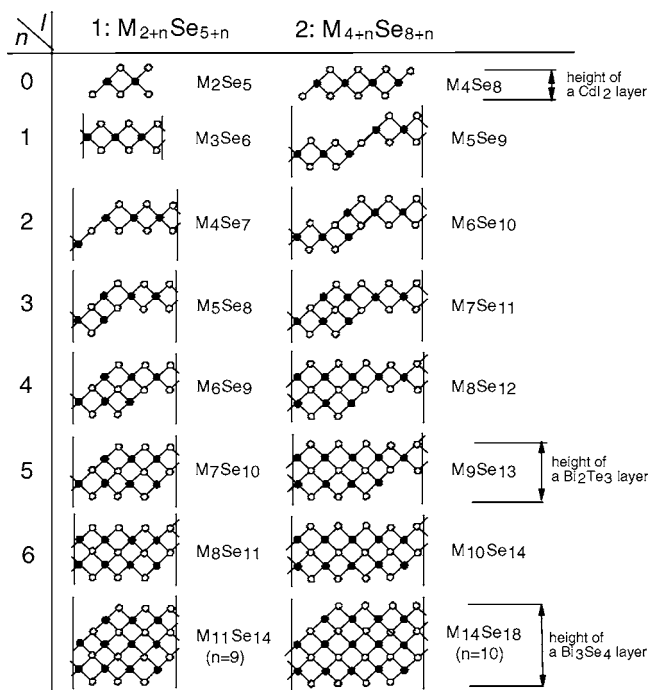 n l 1: M2+nSe5+n 2: M4+nSe8+n
0 M2Se5 M4Se8 height of
a CdI2 layer
1 M3Se6 M5Se9
2 M4Se7 M6Se10
3 M5Se8 M7Se11
4 M6Se9 M8Se12
5 M7Se10 M9Se13 height of
a Bi2Te3 layer
6 M8Se11 M10Se14
M11Se14 M14Se18 height of
(n=9) (n=10) a Bi3Se4 layer